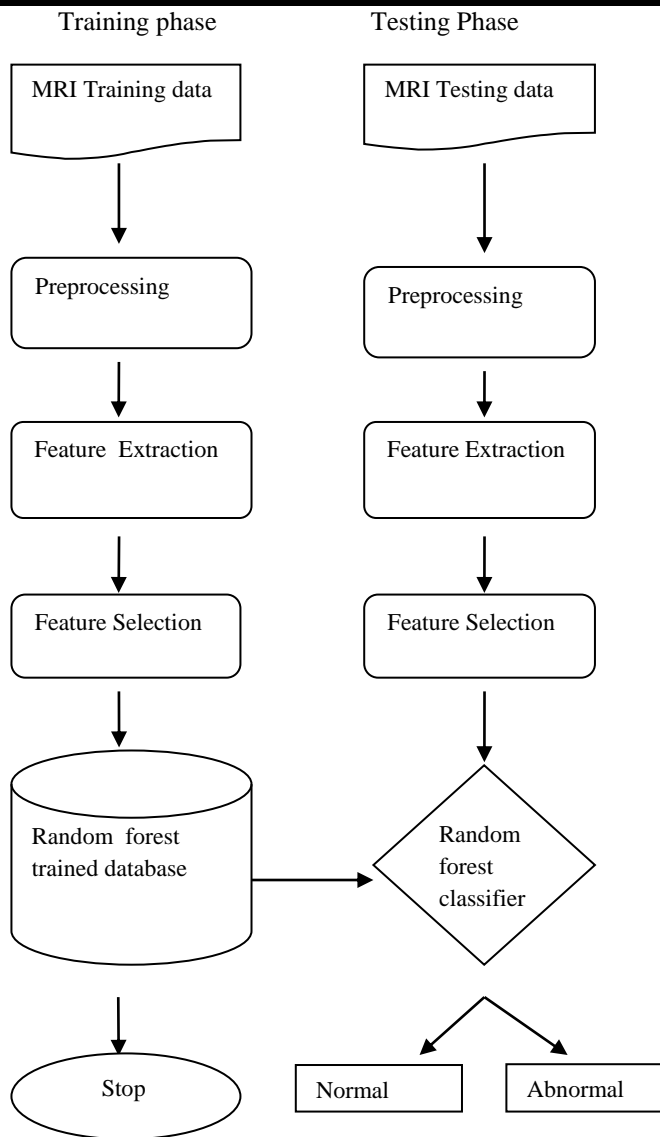 Training phase
Testing Phase
MRI Training data
MRI Testing data
Preprocessing
Preprocessing
Feature Extraction
Feature Extraction
Feature Selection
Feature Selection
Random forest
trained database
Random
forest
classifier
Stop
Normal
Abnormal